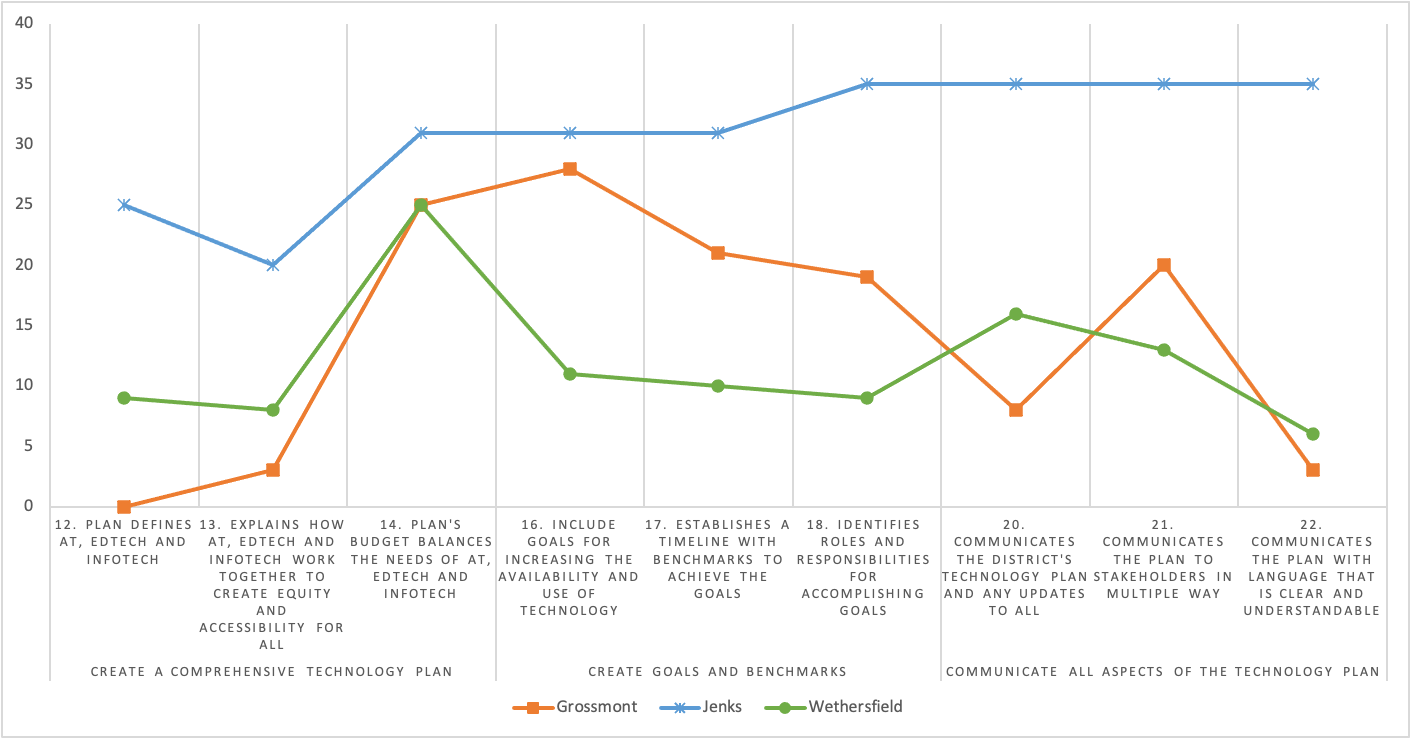 40
35
30
25
20
15
10
5
0
12. PLAN DEFINES
AT, EDTECH AND
INFOTECH
13. EXPLAINS HOW
AT, EDTECH AND
INFOTECH WORK
TOGETHER TO
CREATE EQUITY
AND
ACCESSIBILITY FOR
ALL
14. PLAN'S
BUDGET BALANCES
THE NEEDS OF AT,
EDTECH AND
INFOTECH
16. INCLUDE
GOALS FOR
INCREASING THE
AVAILABILITY AND
USE OF
TECHNOLOGY
17. ESTABLISHES A
TIMELINE WITH
BENCHMARKS TO
ACHIEVE THE
GOALS
18. IDENTIFIES
ROLES AND
RESPONSIBILITIES
FOR
ACCOMPLISHING
GOALS
20.
COMMUNICATES
THE DISTRICT'S
TECHNOLOGY PLAN
AND ANY UPDATES
TO ALL
21.
COMMUNICATES
THE PLAN TO
STAKEHOLDERS IN
MULTIPLE WAY
22.
COMMUNICATES
THE PLAN WITH
LANGUAGE THAT
IS CLEAR AND
UNDERSTANDABLE
CREATE A COMPREHENSIVE TECHNOLOGY PLAN
CREATE GOALS AND BENCHMARKS
COMMUNICATE ALL ASPECTS OF THE TECHNOLOGY PLAN
Grossmont Jenks Wethersfield